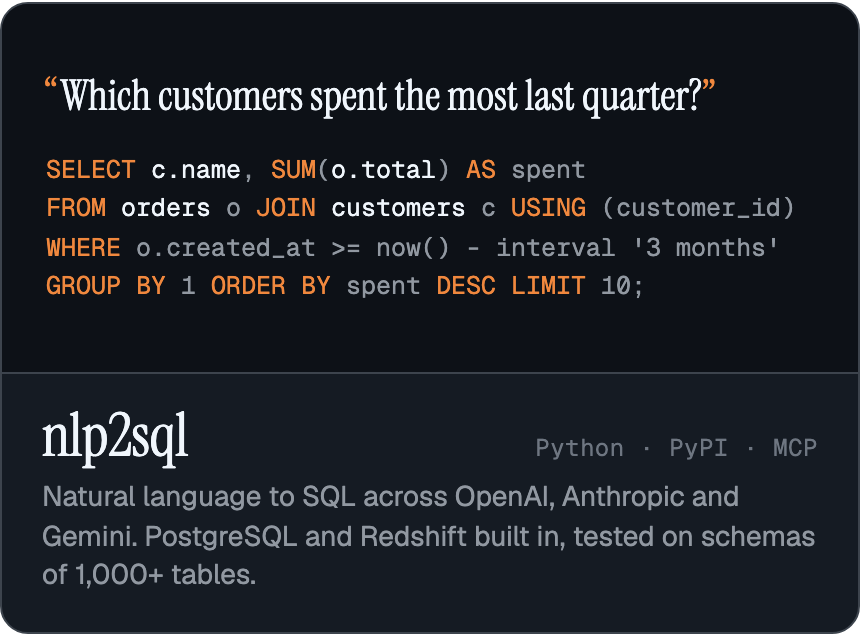 “Which customers spent the most last quarter?”
SELECT c.name, SUM(o.total) AS spent
FROM orders o JOIN customers c USING (customer_id)
WHERE o.created_at >= now() - interval '3 months'
GROUP BY 1 ORDER BY spent DESC LIMIT 10;
nlp2sql
Python · PyPI · MCP
Natural language to SQL across OpenAI, Anthropic and
Gemini. PostgreSQL and Redshift built in, tested on schemas
of 1,000+ tables.